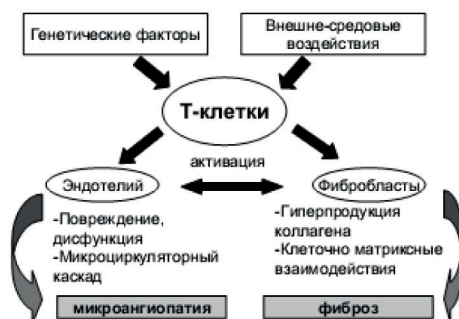 Генетические факторы
Внешне-средовые
воздействия
Т-клетки
активация
Эндотелий
Фибробласты
-Повреждение,
дисфункция
-Микроциркуляторный
каскад
-Гиперпродукция
коллагена
-Клеточно матриксные
взаимодействия
микроангиопатия
фиброз